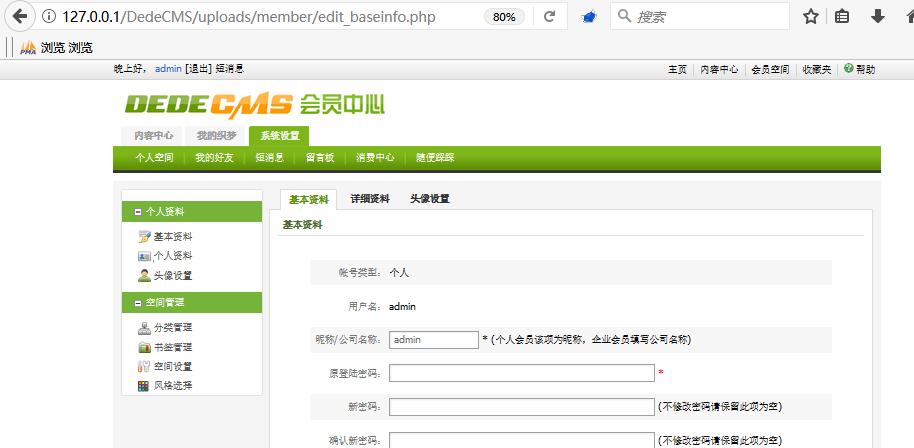 127.0.0.1/DedeCMS/uploads/member/edit_baseinfo.php 80% 搜索
PMA 浏览 浏览
晚上好， admin [退出] 短消息 主页 内容中心 会员空间 收藏夹 帮助
DEDECMS 会员中心
内容中心 我的织梦 系统设置
个人空间 我的好友 短消息 留言板 消费中心 随便踩踩
个人资料
基本资料
个人资料
头像设置
空间管理
分类管理
书签管理
空间设置
风格选择
基本资料 详细资料 头像设置
基本资料
帐号类型： 个人
用户名： admin
昵称/公司名称： admin * (个人会员该项为昵称，企业会员填写公司名称)
原登陆密码： *
新密码： (不修改密码请保留此项为空)
确认新密码： (不修改密码请保留此项为空)